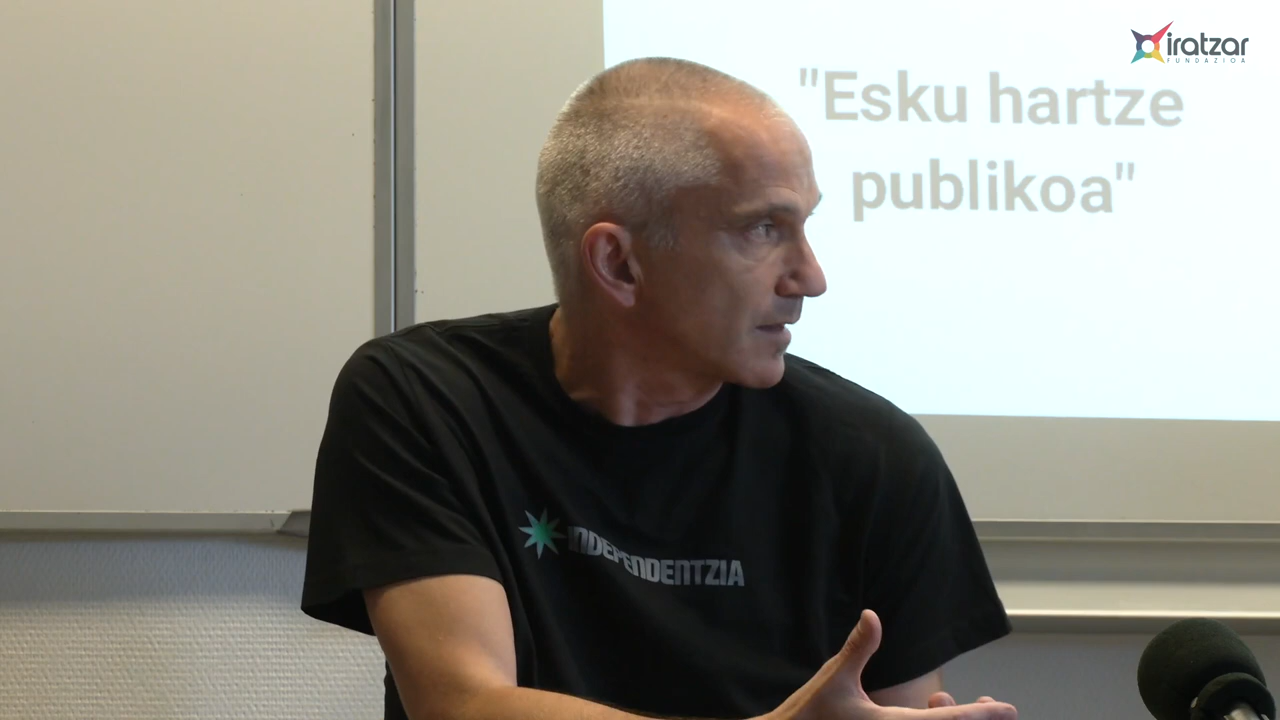 iratzar
FUNDAZIOA
"Esku hartze
publikoa"
INDEPENDENTZIA